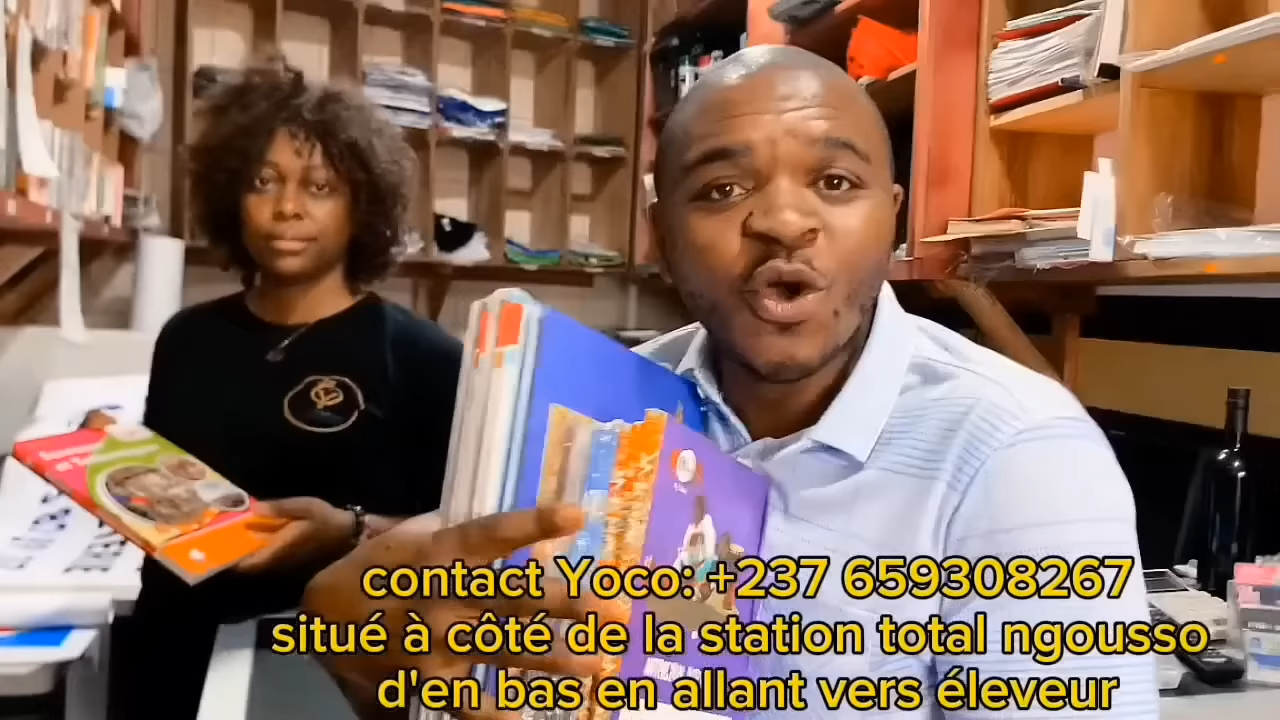 contact Yoco: +237 659308267
situé à côté de la station total ngousso
d'en bas en allant vers éleveur